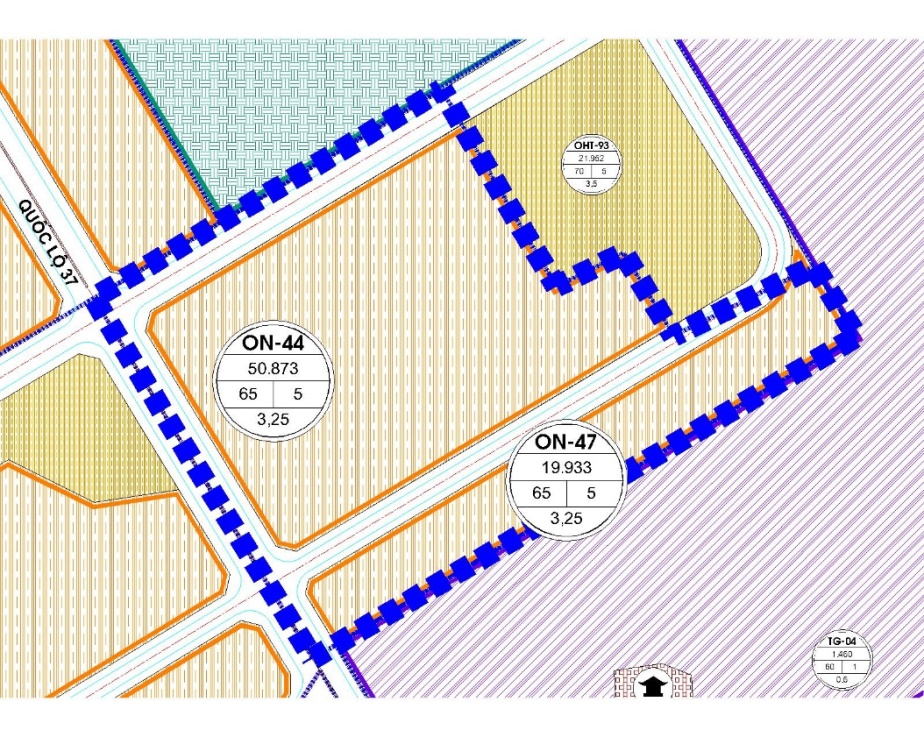 OHT-93
21.962
70 5
3,5
QUỐC LỘ 37
ON-44
50.873
65 5
3,25
ON-47
19.933
65 5
3,25
TG-04
1.460
60 1
0,6